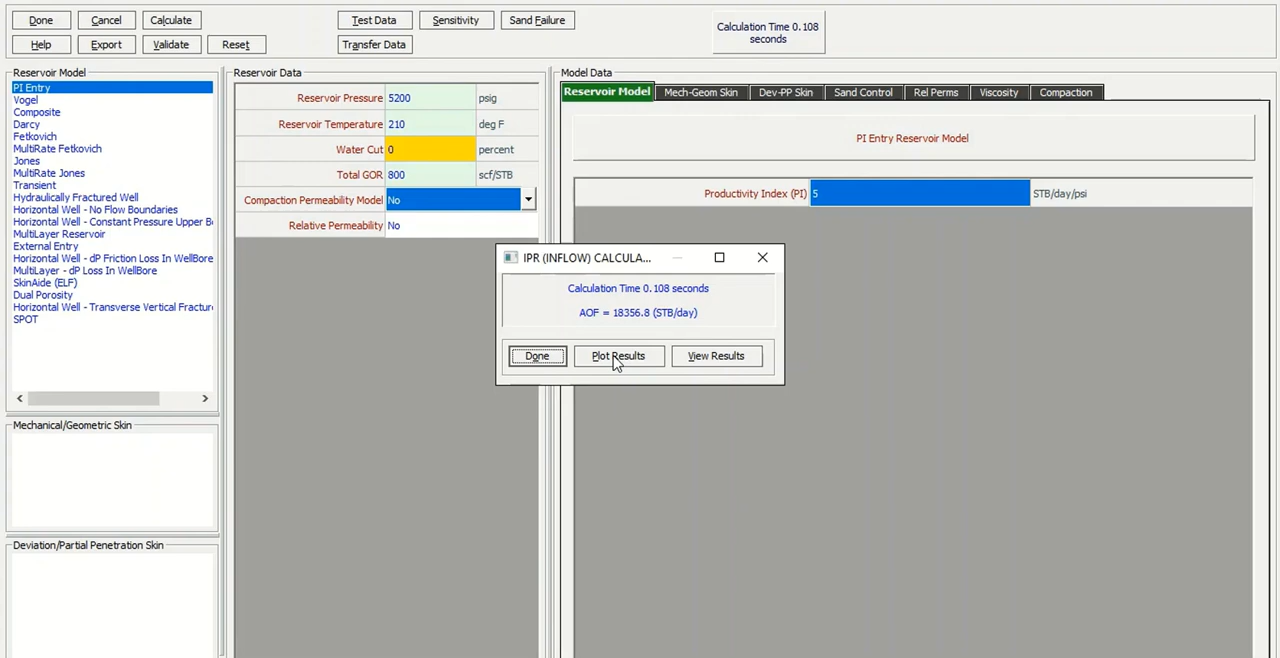 Done Cancel Calculate Test Data Sensitivity Sand Failure
Help Export Validate Reset Transfer Data
Calculation Time 0.108
seconds
Reservoir Model
PI Entry
Vogel
Composite
Darcy
Fetkovich
MultiRate Fetkovich
Jones
MultiRate Jones
Transient
Hydraulically Fractured Well
Horizontal Well - No Flow Boundaries
Horizontal Well - Constant Pressure Upper Bo
MultiLayer Reservoir
External Entry
Horizontal Well - dP Friction Loss In WellBore
MultiLayer - dP Loss In WellBore
SkinAide (ELF)
Dual Porosity
Horizontal Well - Transverse Vertical Fracture
SPOT
Mechanical/Geometric Skin
Deviation/Partial Penetration Skin
Reservoir Data
Reservoir Pressure 5200 psig
Reservoir Temperature 210 deg F
Water Cut 0 percent
Total GOR 800 scf/STB
Compaction Permeability Model No
Relative Permeability No
Model Data
Reservoir Model Mech-Geom Skin Dev-PP Skin Sand Control Rel Perms Viscosity Compaction
PI Entry Reservoir Model
Productivity Index (PI) 5 STB/day/psi
IPR (INFLOW) CALCULA...
Calculation Time 0.108 seconds
AOF = 18356.8 (STB/day)
Done Plot Results View Results